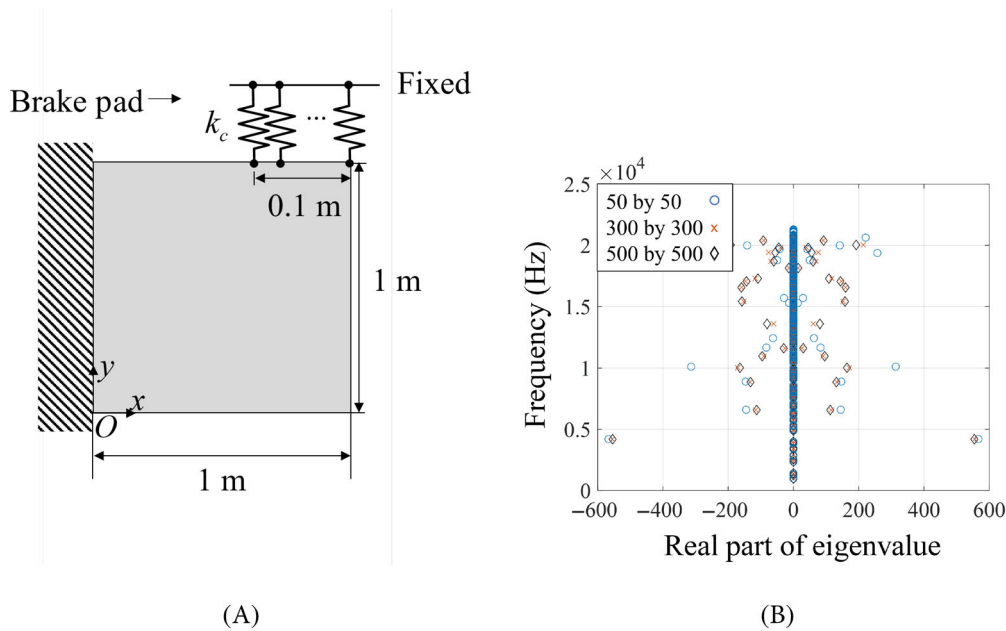 Fixed
Brake pad
k_c
...
0.1 m
1 m
y
x
O
1 m
(A)
×10⁴
2.5
50 by 50
300 by 300
500 by 500
2
1.5
1
0.5
0
Frequency (Hz)
−600 −400 −200 0 200 400 600
Real part of eigenvalue
(B)